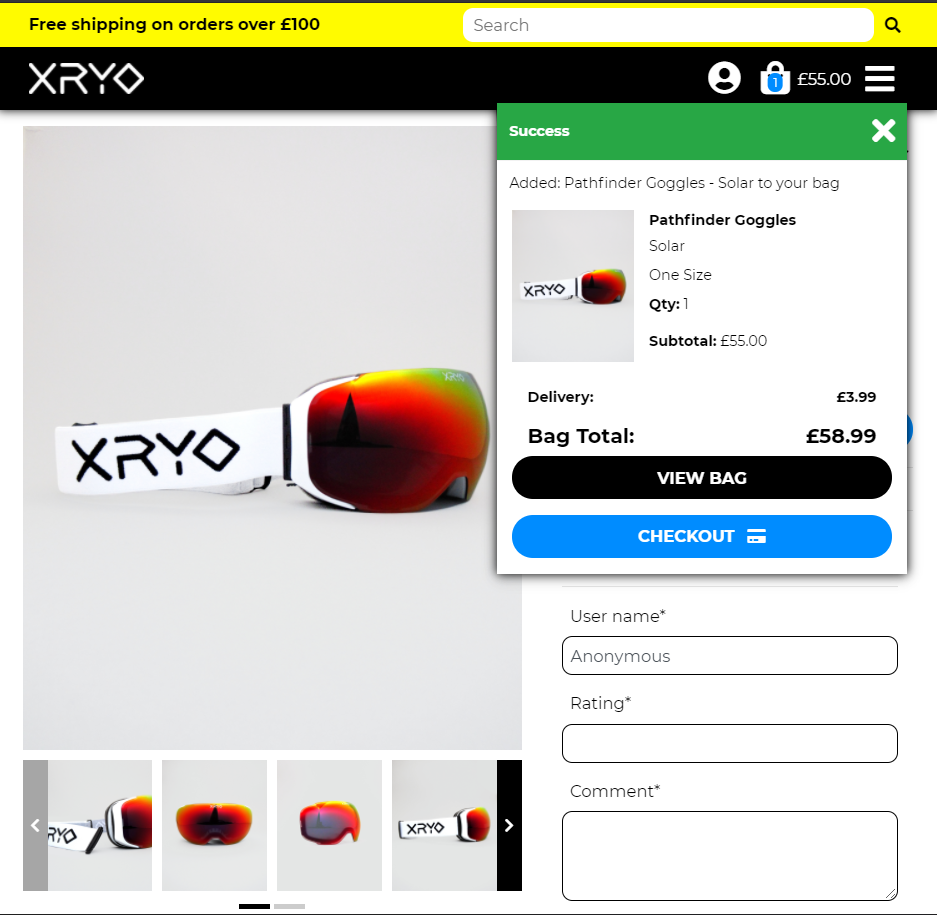 Free shipping on orders over £100
Search
XRYO
1
£55.00
Success
Added: Pathfinder Goggles - Solar to your bag
XRYO
Pathfinder Goggles
Solar
One Size
Qty: 1
Subtotal: £55.00
Delivery: £3.99
Bag Total: £58.99
VIEW BAG
CHECKOUT
XRYO
XRYO
User name*
Anonymous
Rating*
Comment*
RYO
XRYO